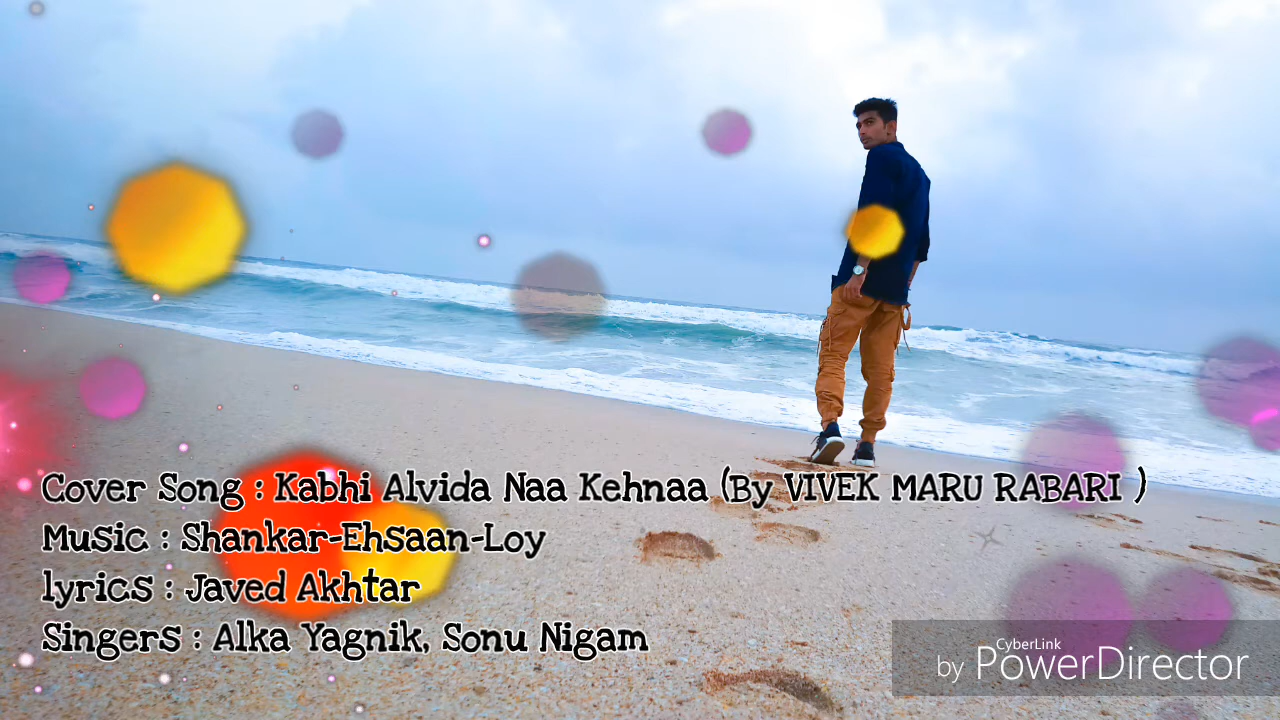 Cover Song : Kabhi Alvida Naa Kehnaa (By VIVEK MARU RABARI )
Music : Shankar-Ehsaan-Loy
lyrics : Javed Akhtar
Singers : Alka Yagnik, Sonu Nigam
CyberLink
by PowerDirector